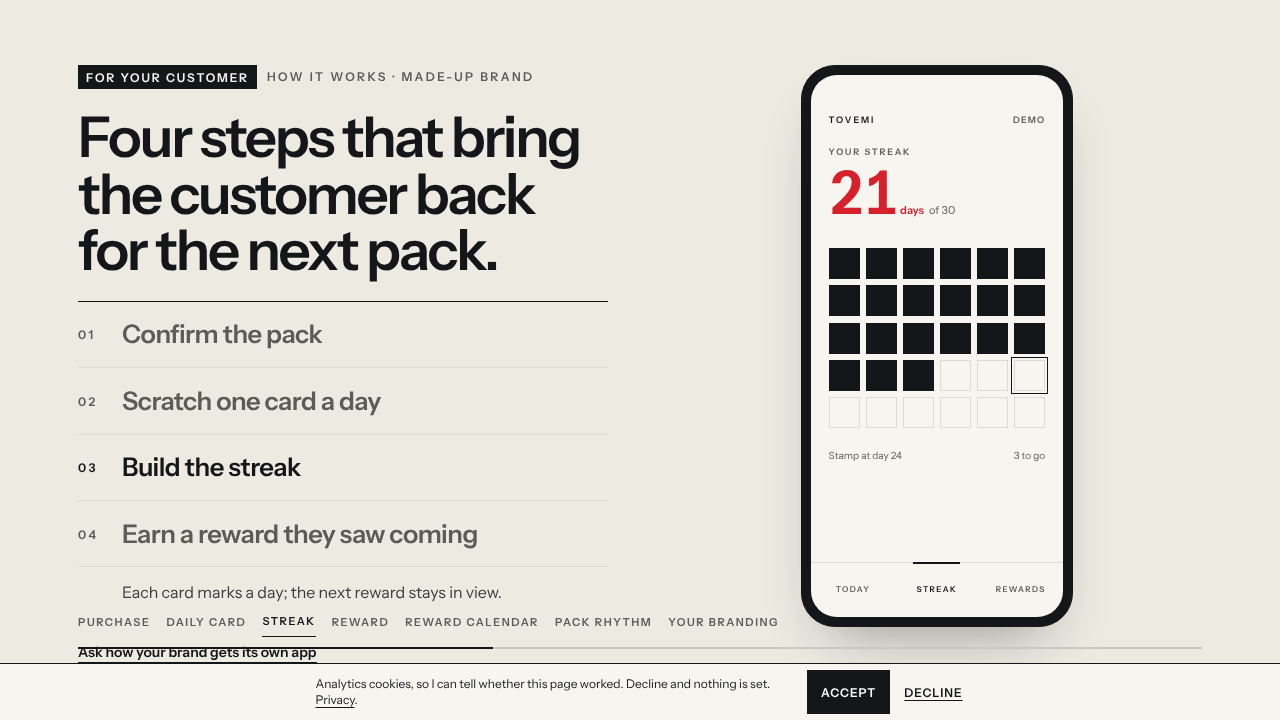 FOR YOUR CUSTOMER HOW IT WORKS · MADE-UP BRAND
Four steps that bring
the customer back
for the next pack.
01 Confirm the pack
02 Scratch one card a day
03 Build the streak
04 Earn a reward they saw coming
Each card marks a day; the next reward stays in view.
PURCHASE DAILY CARD STREAK REWARD REWARD CALENDAR PACK RHYTHM YOUR BRANDING
Ask how your brand gets its own app
TOVEMI DEMO
YOUR STREAK
21 days of 30
Stamp at day 24 3 to go
TODAY STREAK REWARDS
Analytics cookies, so I can tell whether this page worked. Decline and nothing is set.
Privacy.
ACCEPT DECLINE